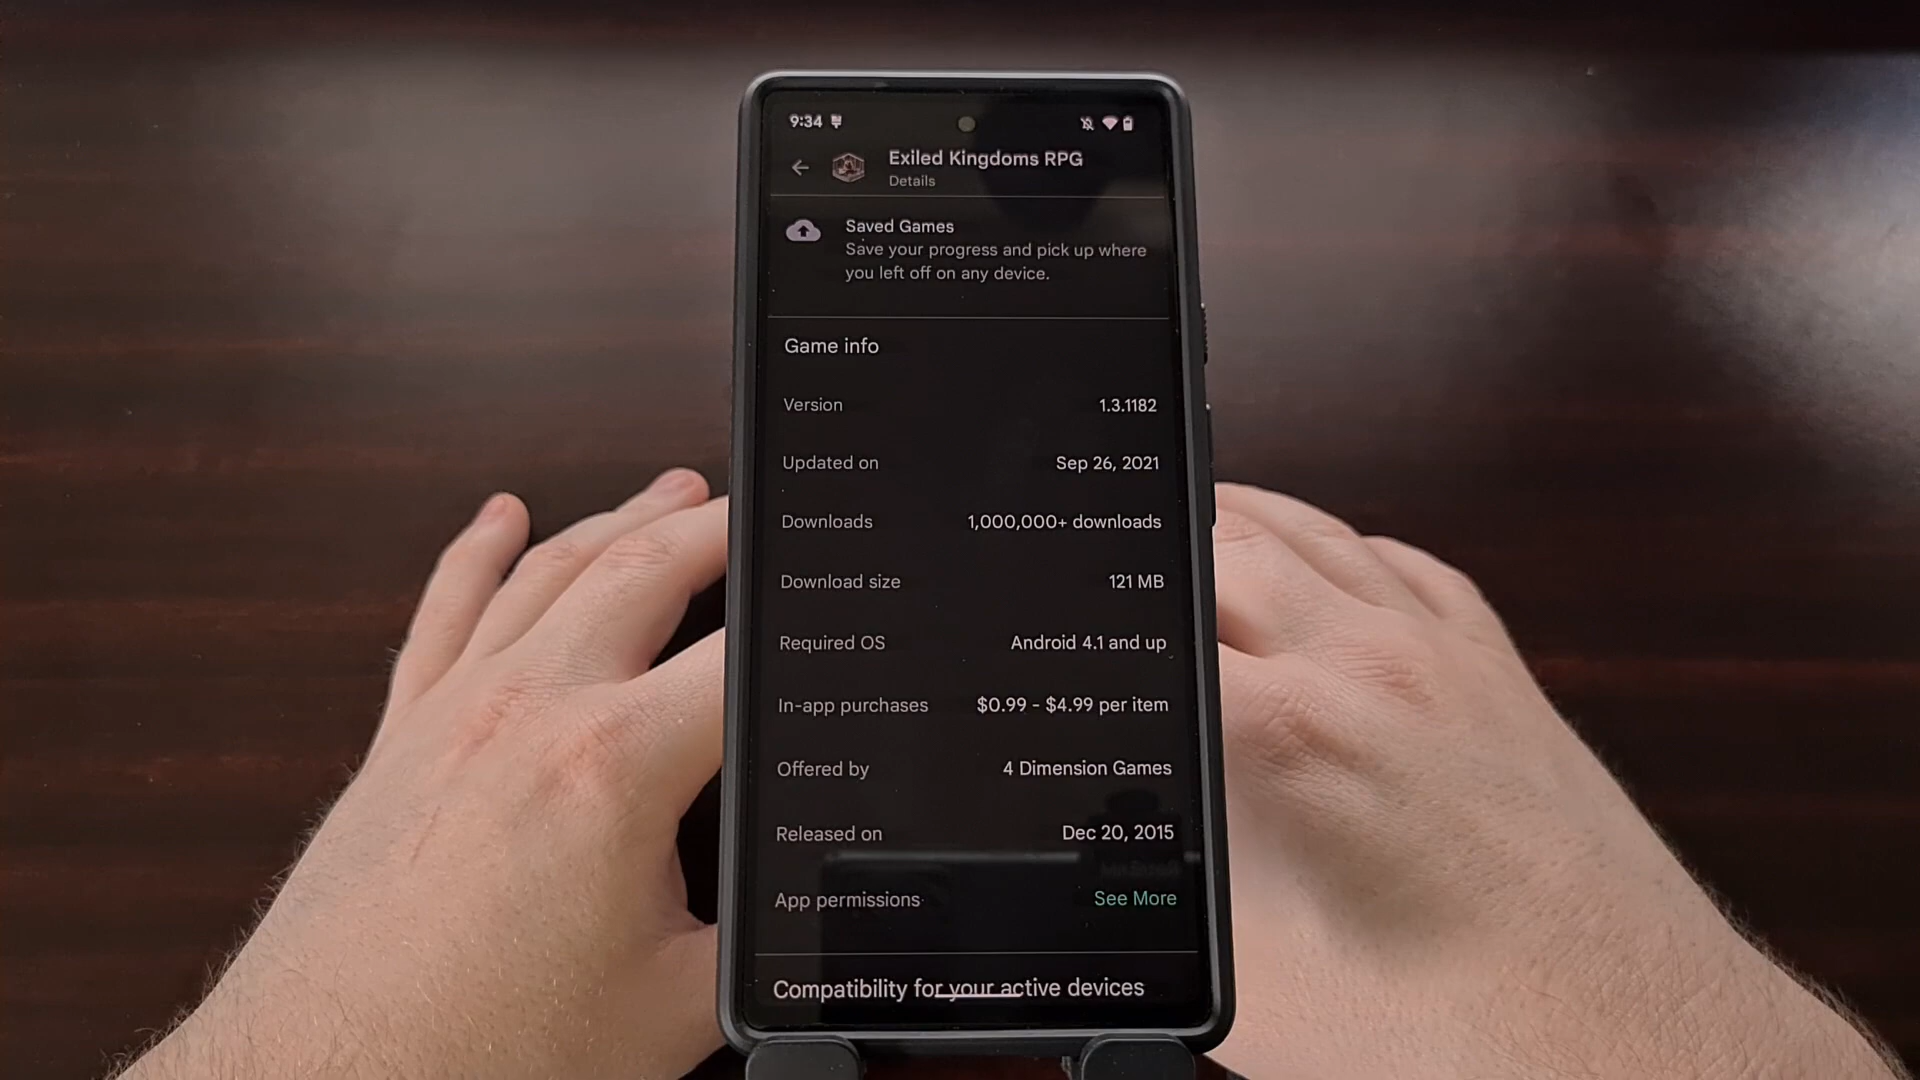 9:34
Exiled Kingdoms RPG
Details
Saved Games
Save your progress and pick up where
you left off on any device.
Game info
Version 1.3.1182
Updated on Sep 26, 2021
Downloads 1,000,000+ downloads
Download size 121 MB
Required OS Android 4.1 and up
In-app purchases $0.99 - $4.99 per item
Offered by 4 Dimension Games
Released on Dec 20, 2015
App permissions See More
Compatibility for your active devices